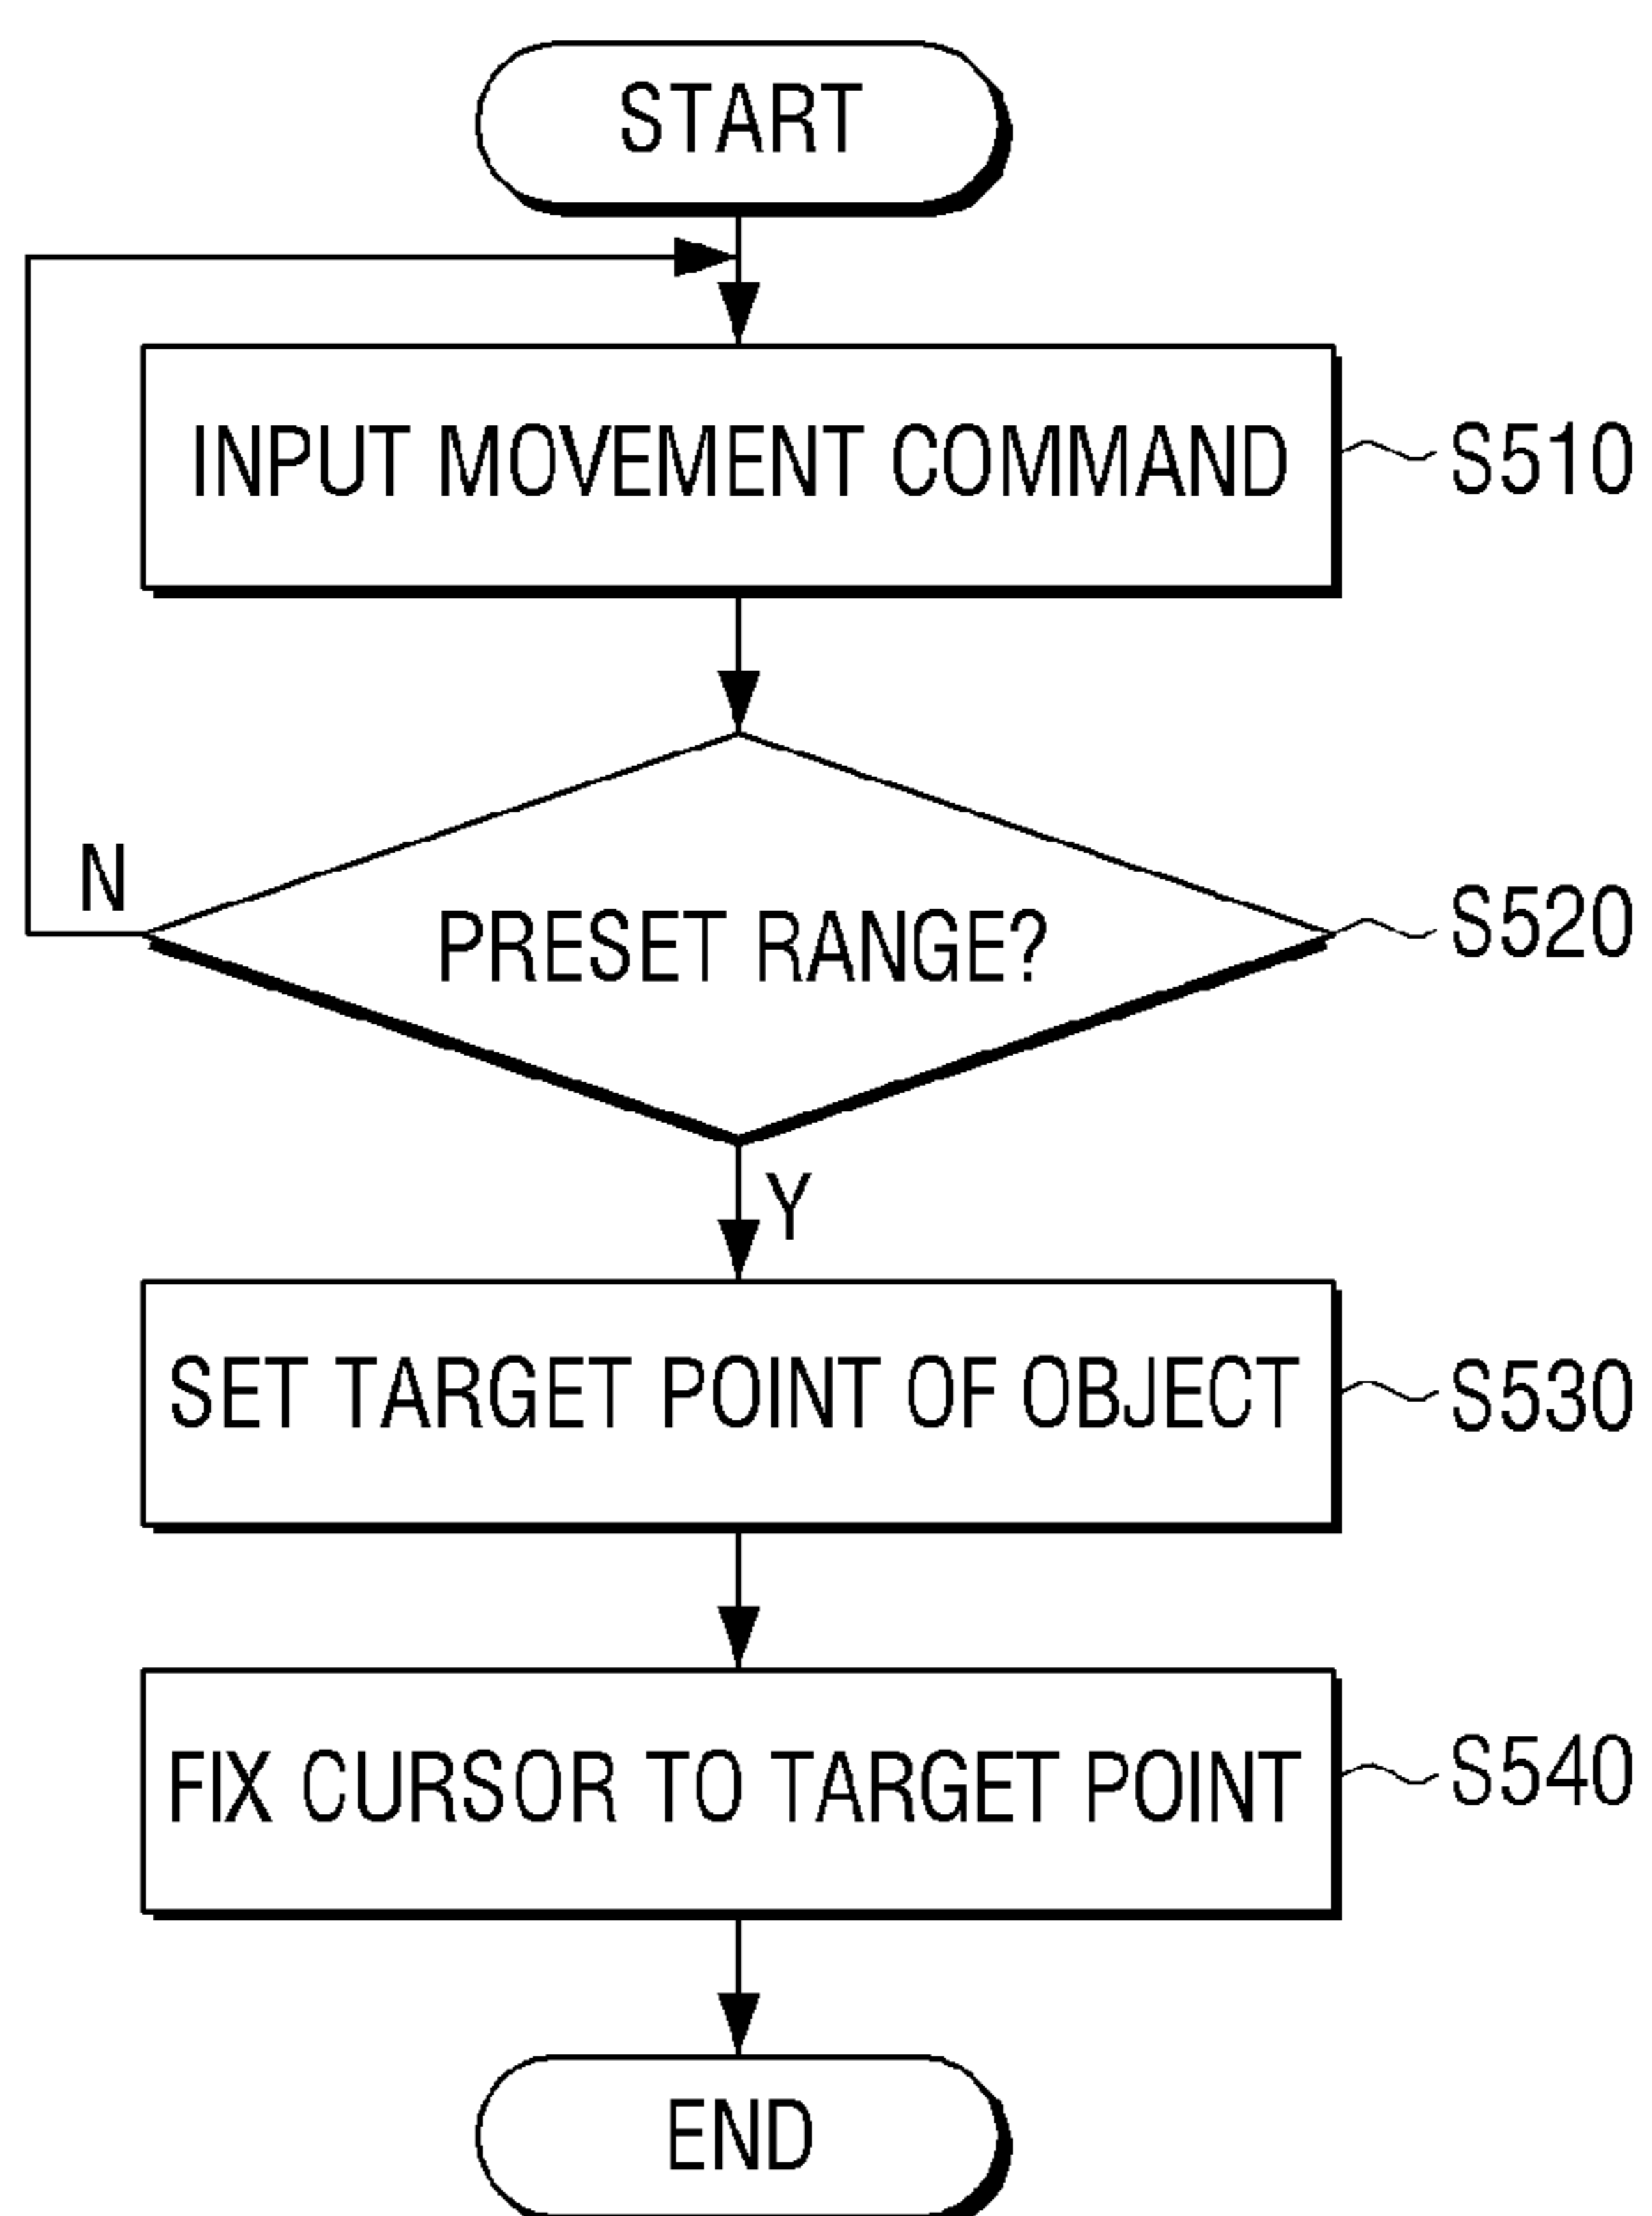 START
INPUT MOVEMENT COMMAND
S510
N
PRESET RANGE?
S520
Y
SET TARGET POINT OF OBJECT
S530
FIX CURSOR TO TARGET POINT
S540
END